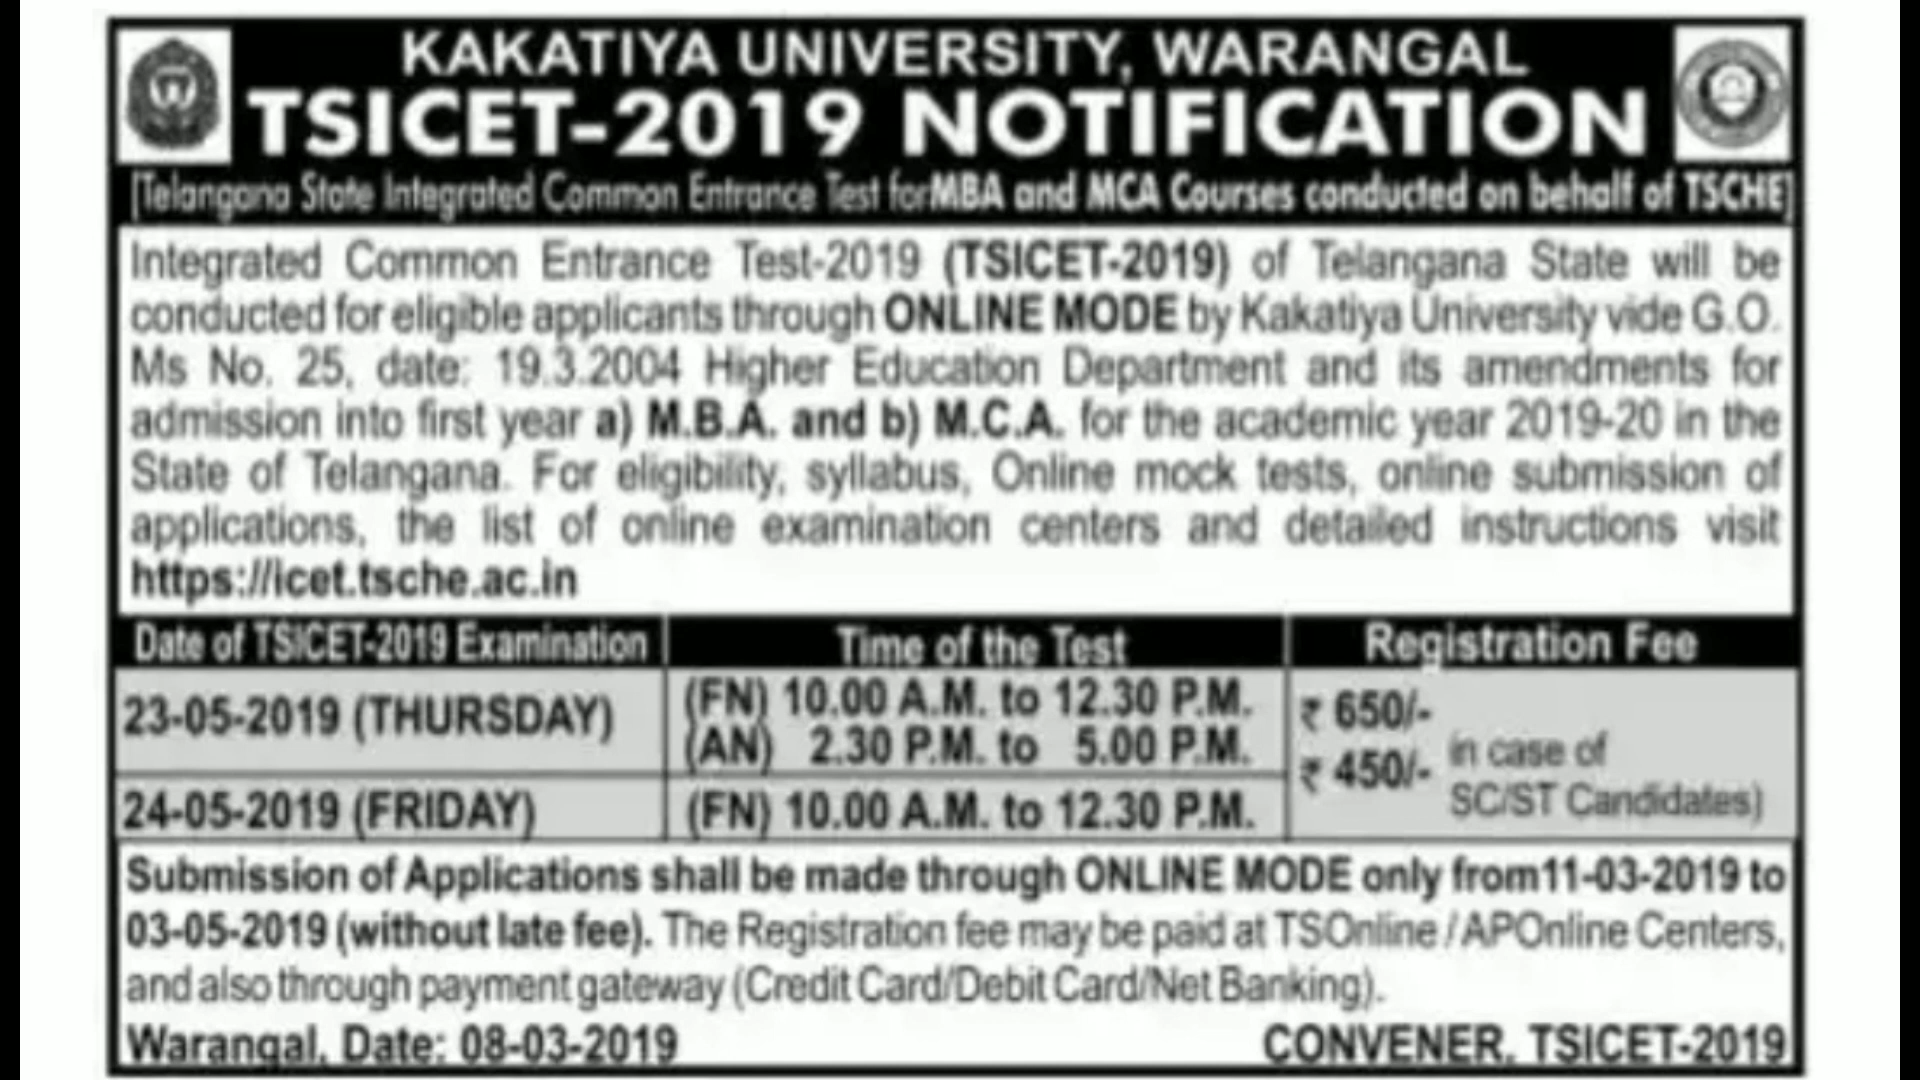 KAKATIYA UNIVERSITY, WARANGAL
TSICET-2019 NOTIFICATION
[Telangana State Integrated Common Entrance Test for MBA and MCA Courses conducted on behalf of TSCHE]
Integrated Common Entrance Test-2019 (TSICET-2019) of Telangana State will be
conducted for eligible applicants through ONLINE MODE by Kakatiya University vide G.O.
Ms No. 25, date: 19.3.2004 Higher Education Department and its amendments for
admission into first year a) M.B.A. and b) M.C.A. for the academic year 2019-20 in the
State of Telangana. For eligibility, syllabus, Online mock tests, online submission of
applications, the list of online examination centers and detailed instructions visit
https://icet.tsche.ac.in
Date of TSICET-2019 Examination Time of the Test Registration Fee
23-05-2019 (THURSDAY) (FN) 10.00 A.M. to 12.30 P.M. ₹ 650/-
(AN) 2.30 P.M. to 5.00 P.M. ₹ 450/- in case of
SC/ST Candidates)
24-05-2019 (FRIDAY) (FN) 10.00 A.M. to 12.30 P.M.
Submission of Applications shall be made through ONLINE MODE only from 11-03-2019 to
03-05-2019 (without late fee). The Registration fee may be paid at TSOnline / APOnline Centers,
and also through payment gateway (Credit Card/Debit Card/Net Banking).
Warangal, Date: 08-03-2019 CONVENER, TSICET-2019